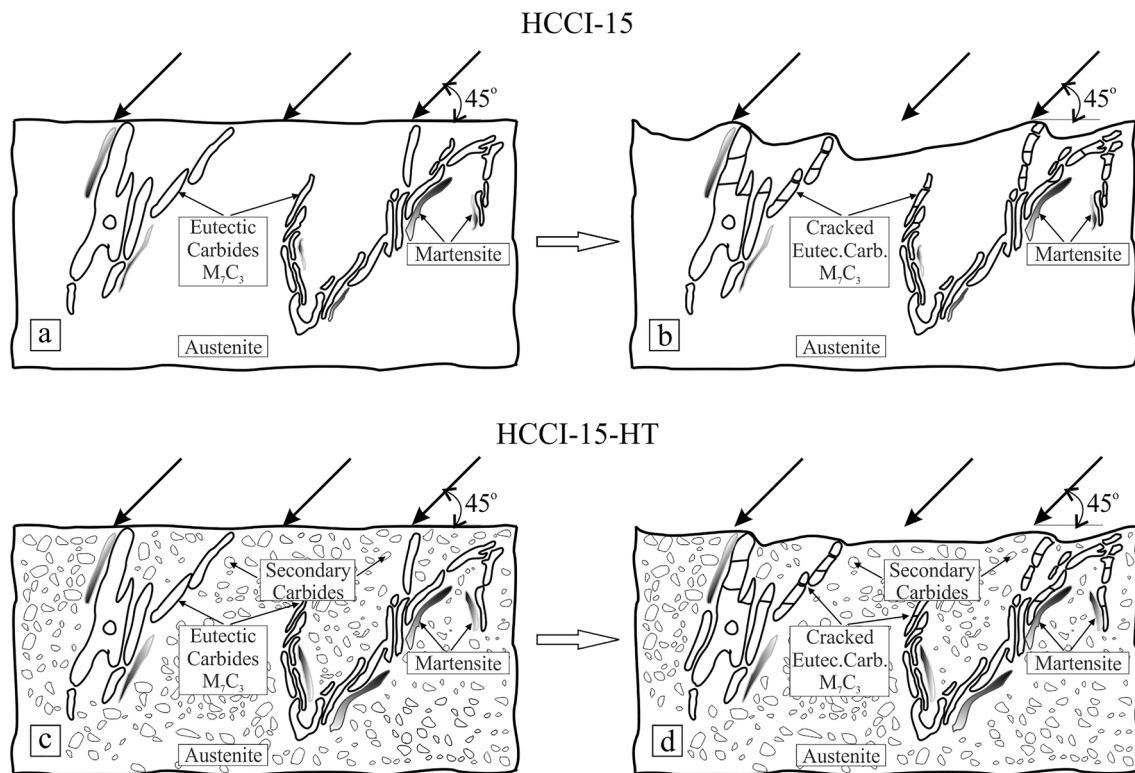 HCCI-15
45°
45°
Eutectic
Carbides
M₇C₃
Martensite
Cracked
Eutec.Carb.
M₇C₃
Martensite
a
Austenite
b
Austenite
HCCI-15-HT
45°
45°
Secondary
Carbides
Secondary
Carbides
Eutectic
Carbides
M₇C₃
Martensite
Cracked
Eutec.Carb.
M₇C₃
Martensite
c
Austenite
d
Austenite